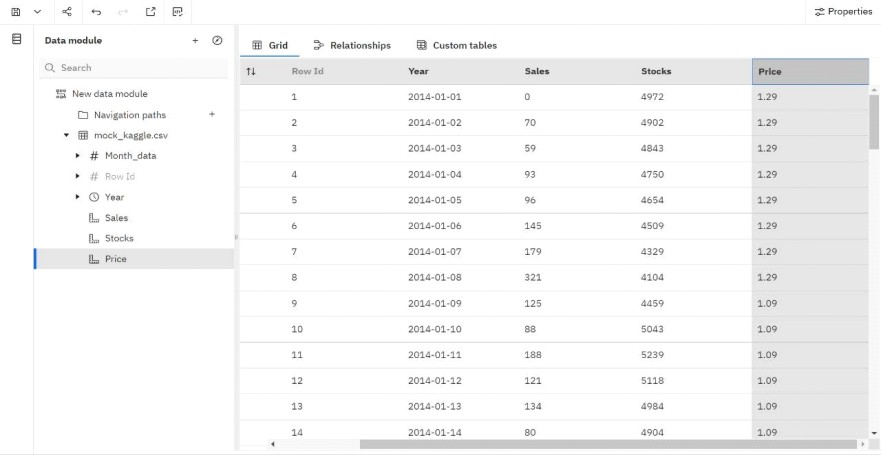 Properties
Data module
Search
New data module
Navigation paths
mock_kaggle.csv
# Month_data
# Row Id
Year
Sales
Stocks
Price
Grid Relationships Custom tables
Row Id Year Sales Stocks Price
1 2014-01-01 0 4972 1.29
2 2014-01-02 70 4902 1.29
3 2014-01-03 59 4843 1.29
4 2014-01-04 93 4750 1.29
5 2014-01-05 96 4654 1.29
6 2014-01-06 145 4509 1.29
7 2014-01-07 179 4329 1.29
8 2014-01-08 321 4104 1.29
9 2014-01-09 125 4459 1.09
10 2014-01-10 88 5043 1.09
11 2014-01-11 188 5239 1.09
12 2014-01-12 121 5118 1.09
13 2014-01-13 134 4984 1.09
14 2014-01-14 80 4904 1.09